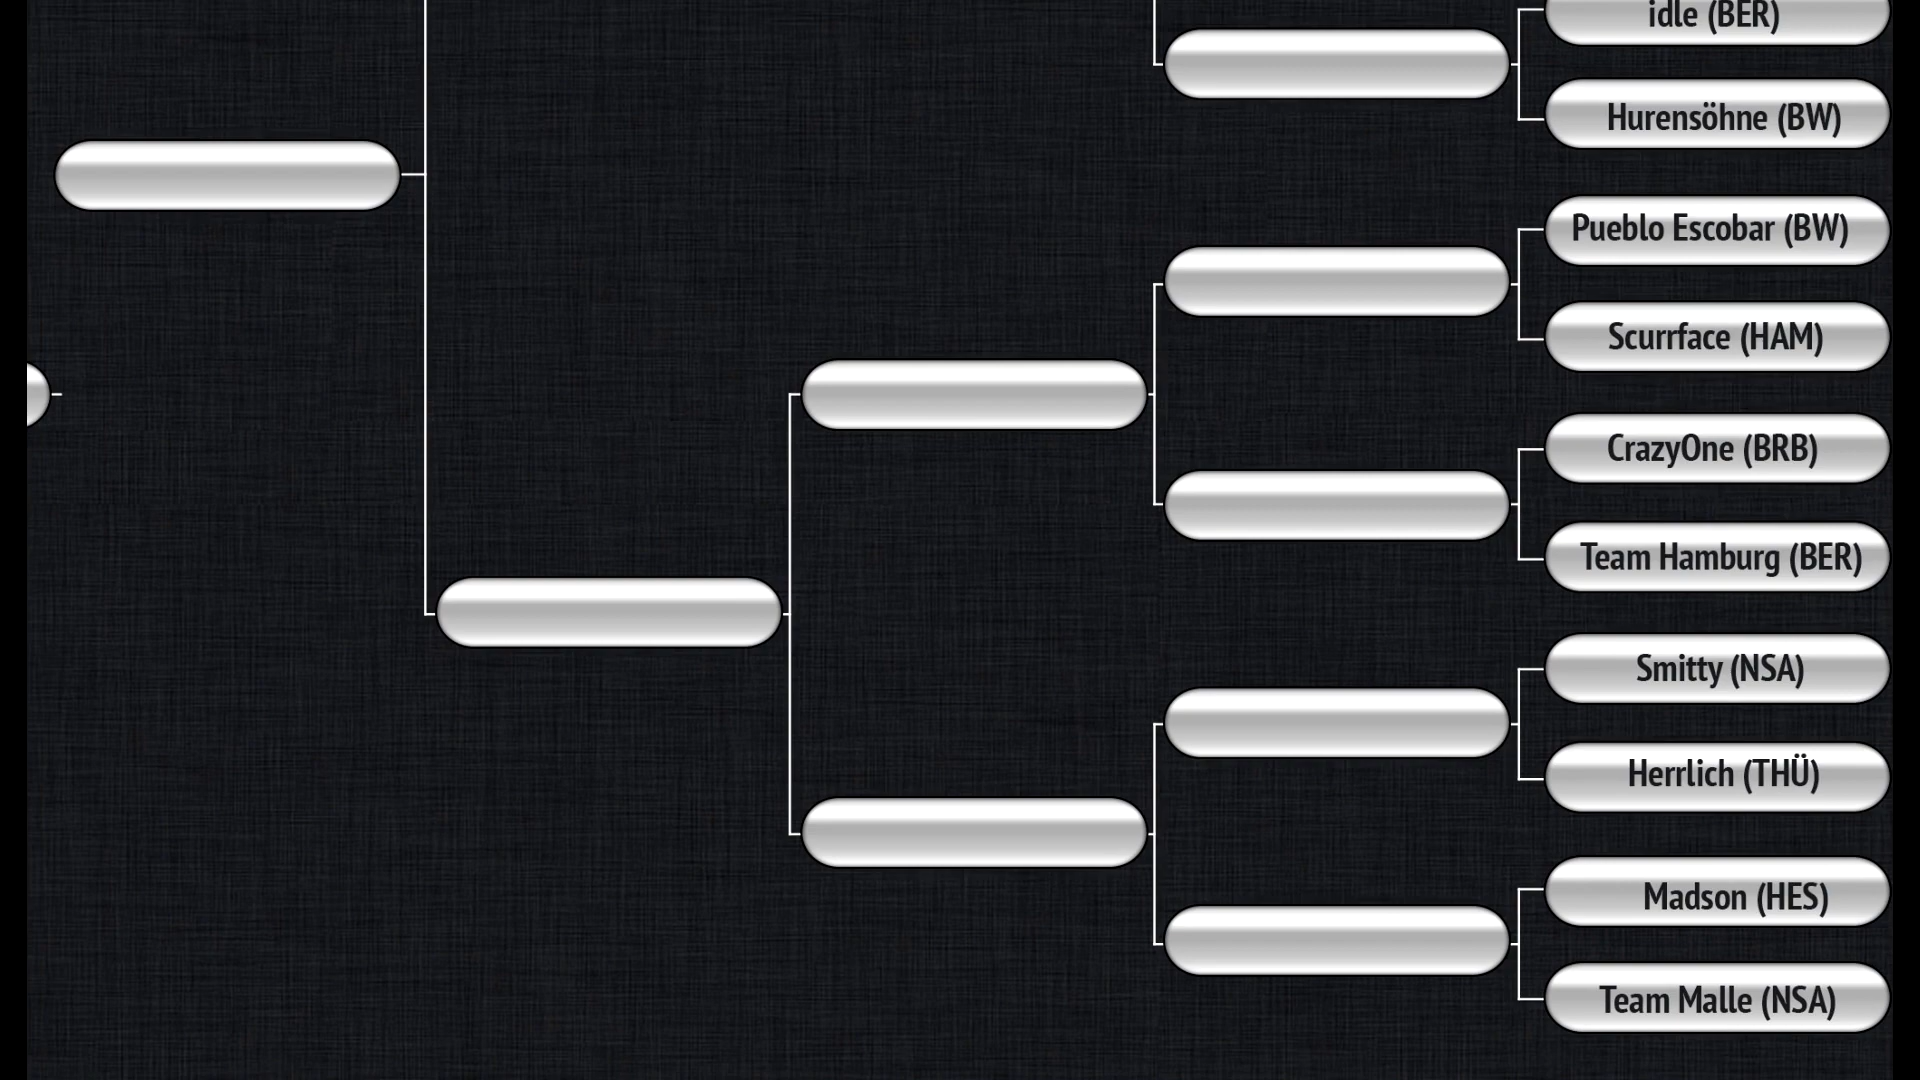 idle (BER)
Hurensöhne (BW)
Pueblo Escobar (BW)
Scurrface (HAM)
CrazyOne (BRB)
Team Hamburg (BER)
Smitty (NSA)
Herrlich (THÜ)
Madson (HES)
Team Malle (NSA)